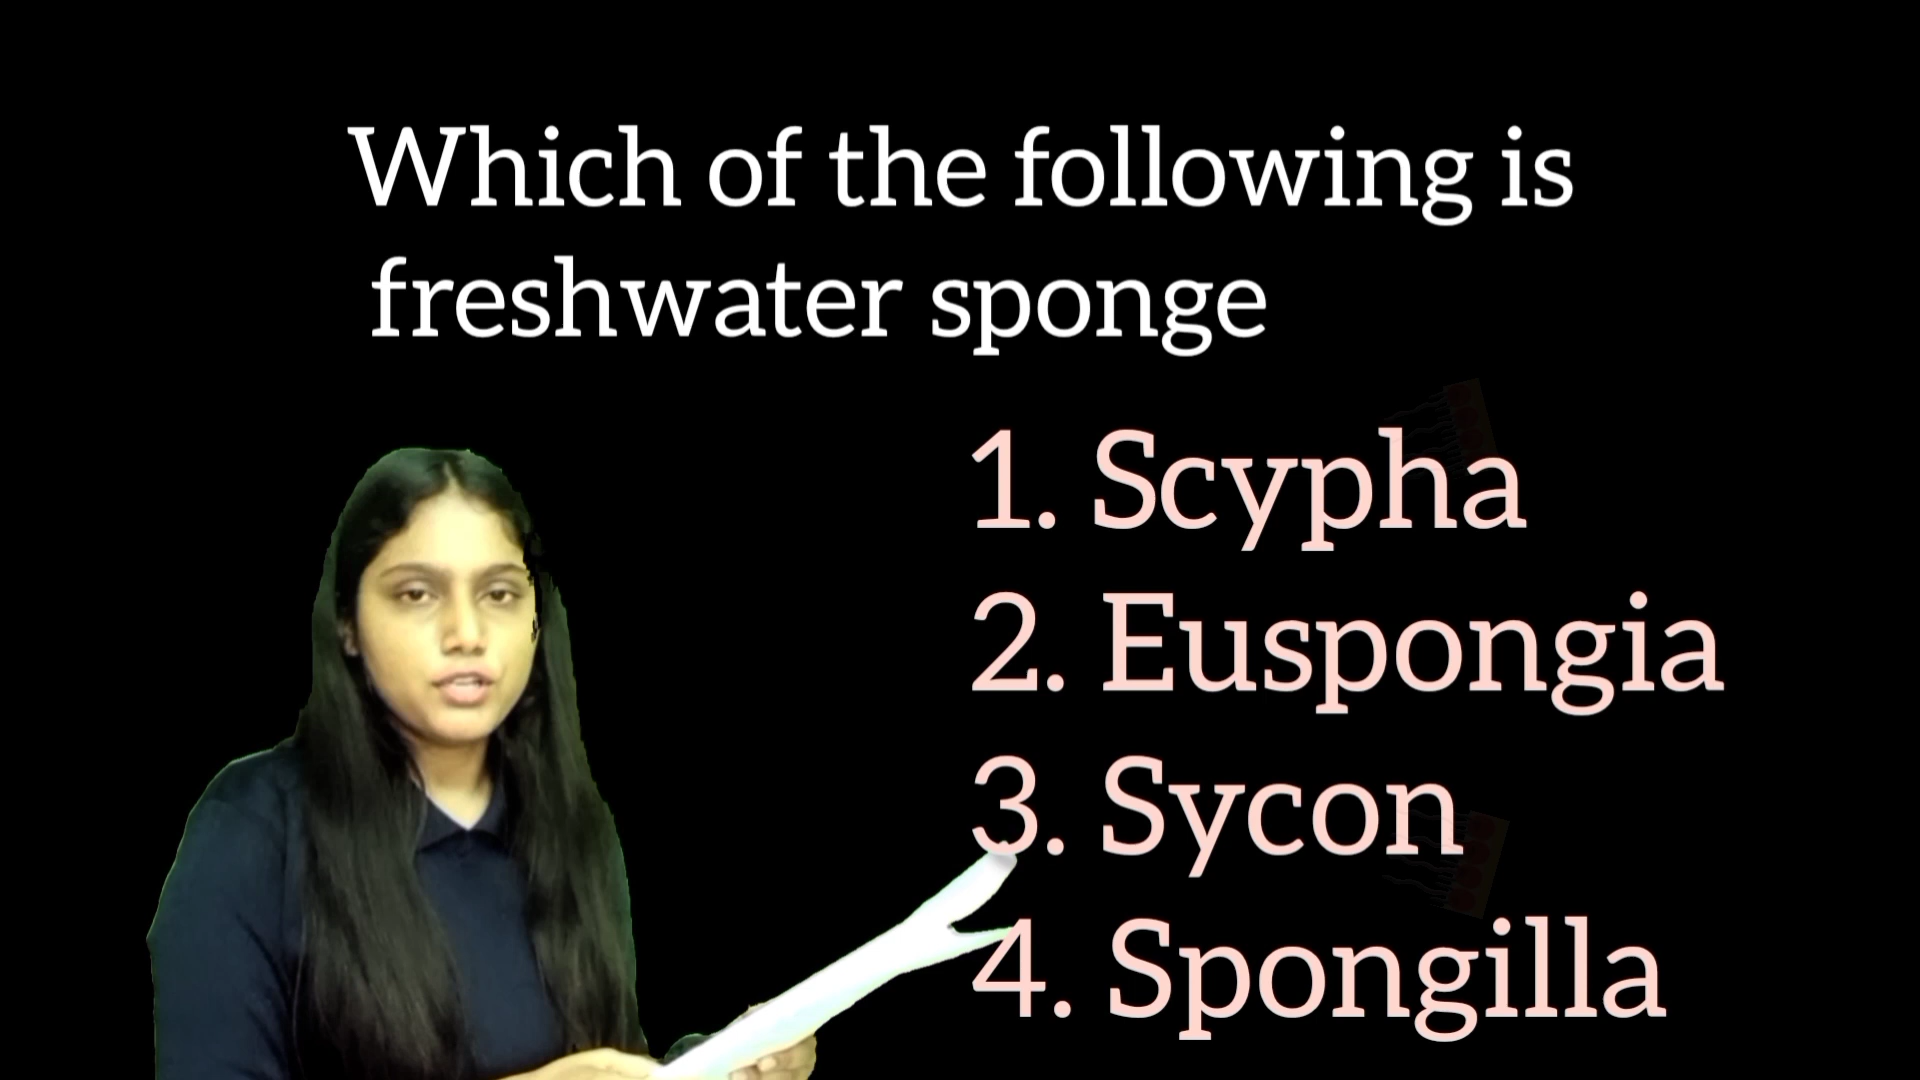 Which of the following is
freshwater sponge
1. Scypha
2. Euspongia
3. Sycon
4. Spongilla